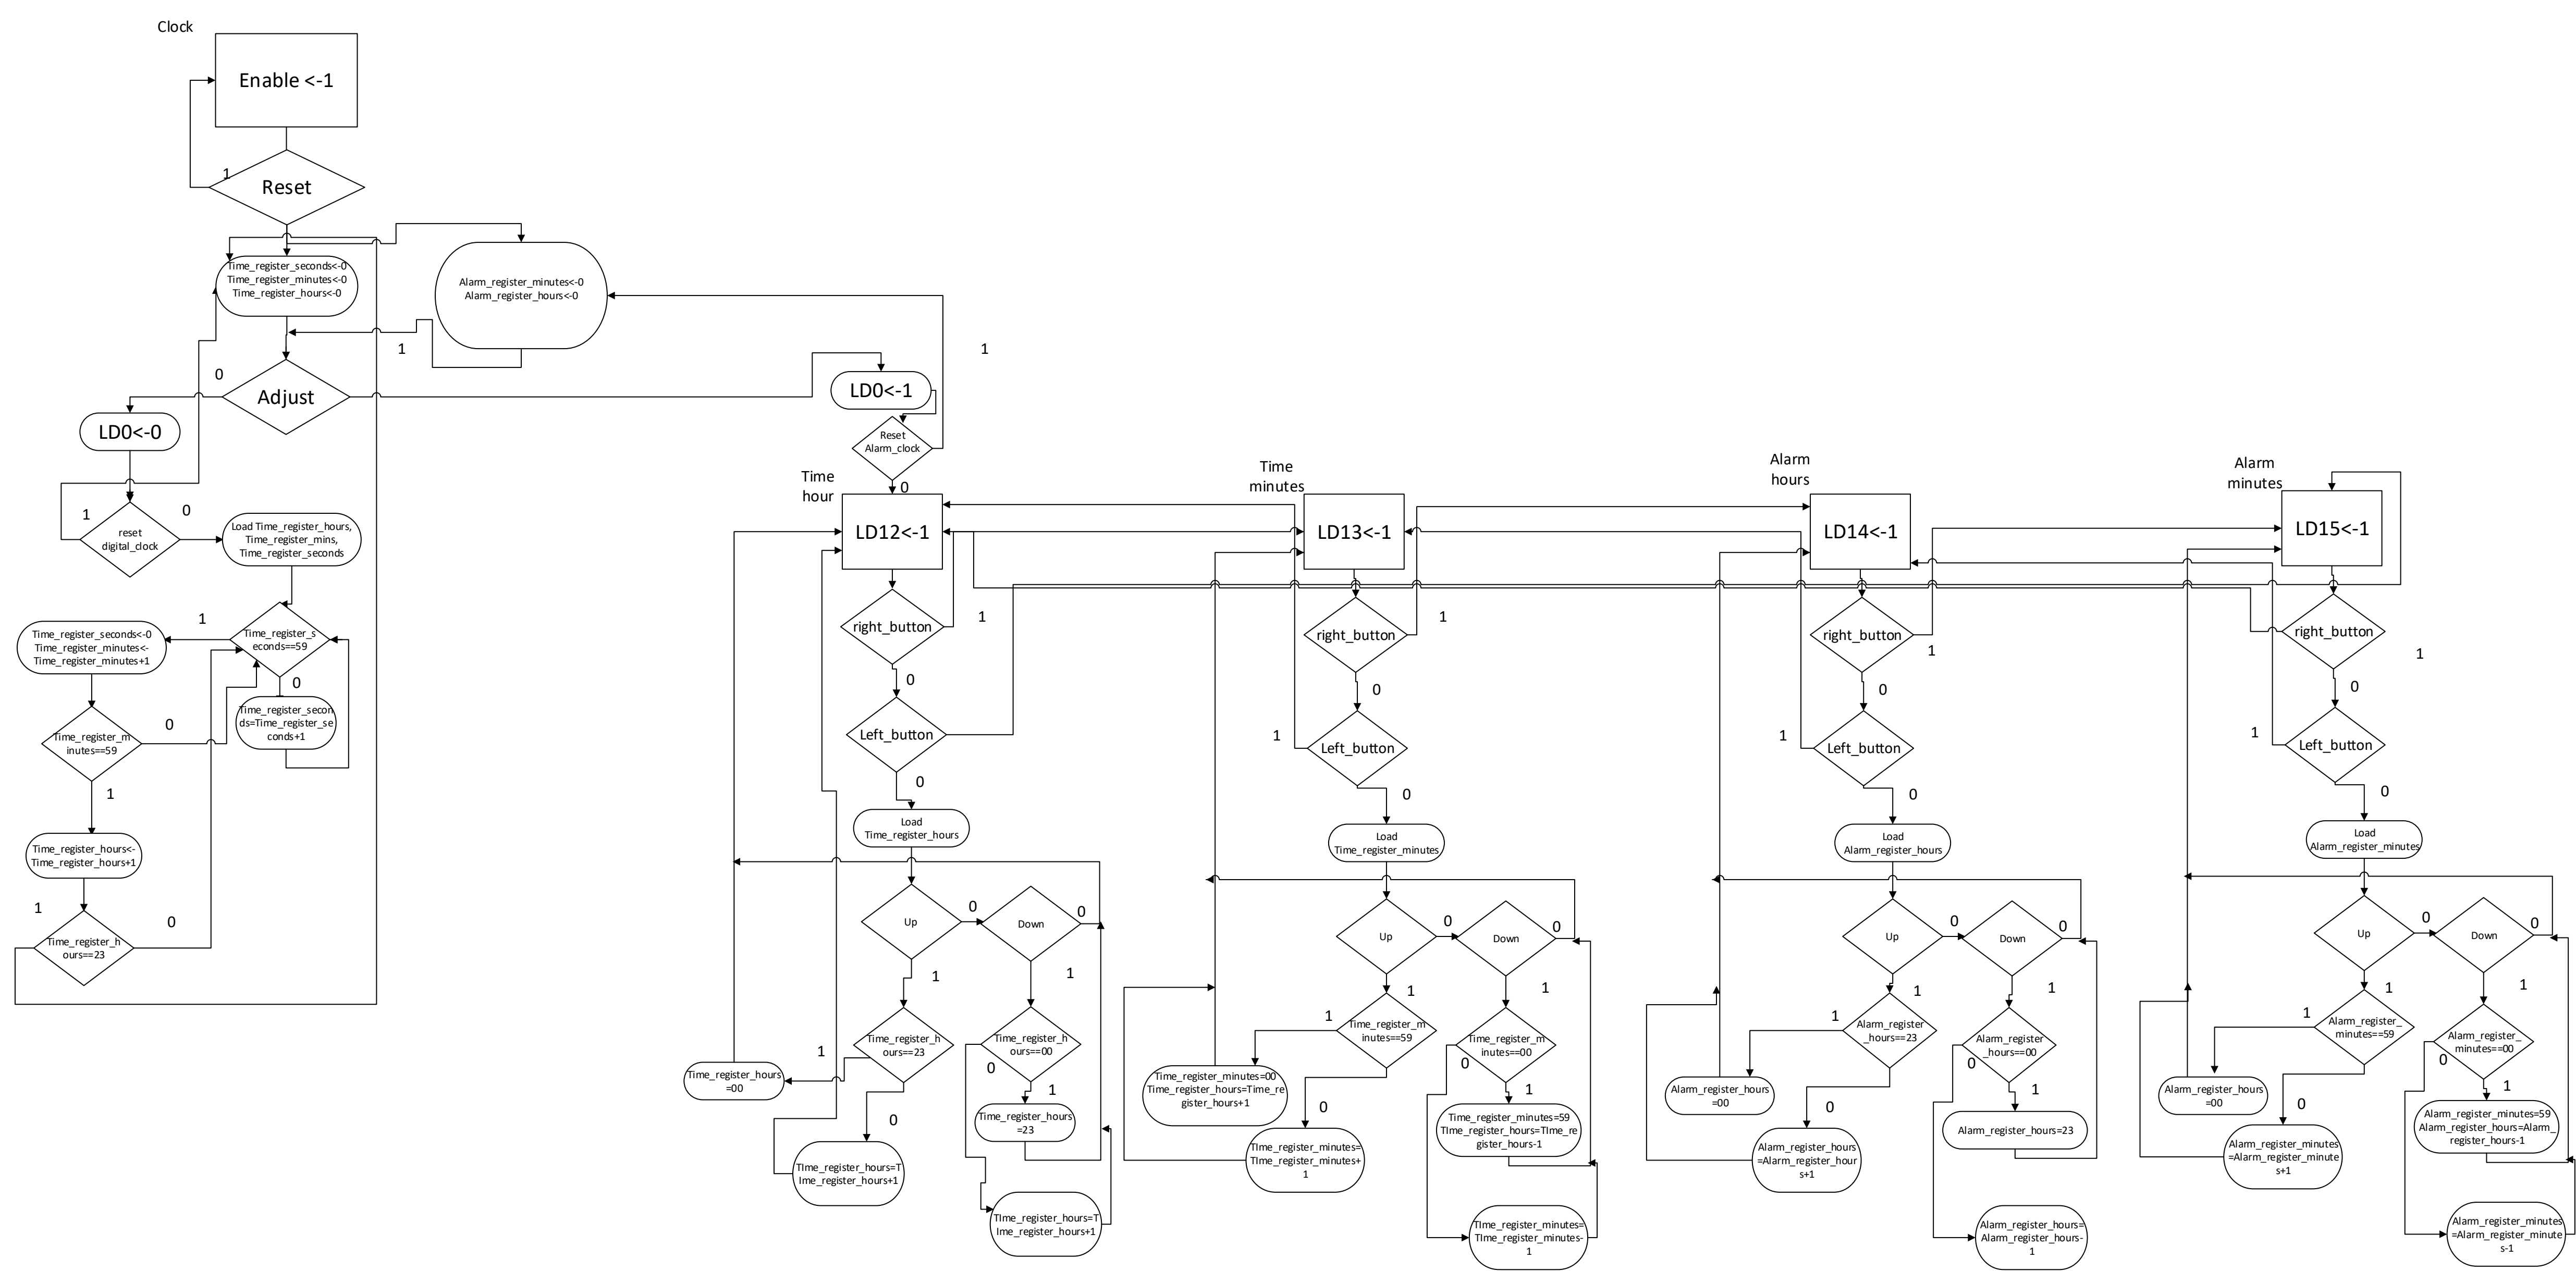 Clock
Enable <-1
1
Reset
Time_register_seconds<-0
Time_register_minutes<-0
Time_register_hours<-0
Alarm_register_minutes<-0
Alarm_register_hours<-0
1
1
0
Adjust
LD0<-1
LD0<-0
Reset
Alarm_clock
0
1
0
reset
digital_clock
Load Time_register_hours,
Time_register_mins,
Time_register_seconds
1
Time_register_seconds<-0
Time_register_minutes<-
Time_register_minutes+1
Time_register_s
econds==59
0
Time_register_secon
ds=Time_register_se
conds+1
0
Time_register_m
inutes==59
1
Time_register_hours<-
Time_register_hours+1
1
0
Time_register_h
ours==23
Time
hour
LD12<-1
right_button
1
0
Left_button
0
Load
Time_register_hours
Up
0
Down
0
1
1
Time_register_h
ours==23
Time_register_h
ours==00
1
0
1
Time_register_hours
=00
0
Time_register_hours
=23
TIme_register_hours=T
Ime_register_hours+1
TIme_register_hours=T
Ime_register_hours+1
Time
minutes
LD13<-1
right_button
1
0
Left_button
1
0
Load
Time_register_minutes
Up
0
Down
0
1
1
1
Time_register_m
inutes==59
Time_register_m
inutes==00
0
1
Time_register_minutes=00
Time_register_hours=Time_re
gister_hours+1
0
Time_register_minutes=59
TIme_register_hours=TIme_re
gister_hours-1
TIme_register_minutes=
TIme_register_minutes+
1
TIme_register_minutes=
TIme_register_minutes-
1
Alarm
hours
LD14<-1
right_button
1
0
Left_button
1
0
Load
Alarm_register_hours
Up
0
Down
0
1
1
1
Alarm_register
_hours==23
Alarm_register
_hours==00
0
1
Alarm_register_hours
=00
0
Alarm_register_hours=23
Alarm_register_hours
=Alarm_register_hour
s+1
Alarm_register_hours=
Alarm_register_hours-
1
Alarm
minutes
LD15<-1
right_button
1
0
Left_button
1
0
Load
Alarm_register_minutes
Up
0
Down
0
1
1
1
Alarm_register_
minutes==59
Alarm_register_
minutes==00
0
1
Alarm_register_hours
=00
0
Alarm_register_minutes=59
Alarm_register_hours=Alarm_
register_hours-1
Alarm_register_minutes
=Alarm_register_minute
s+1
Alarm_register_minutes
=Alarm_register_minute
s-1